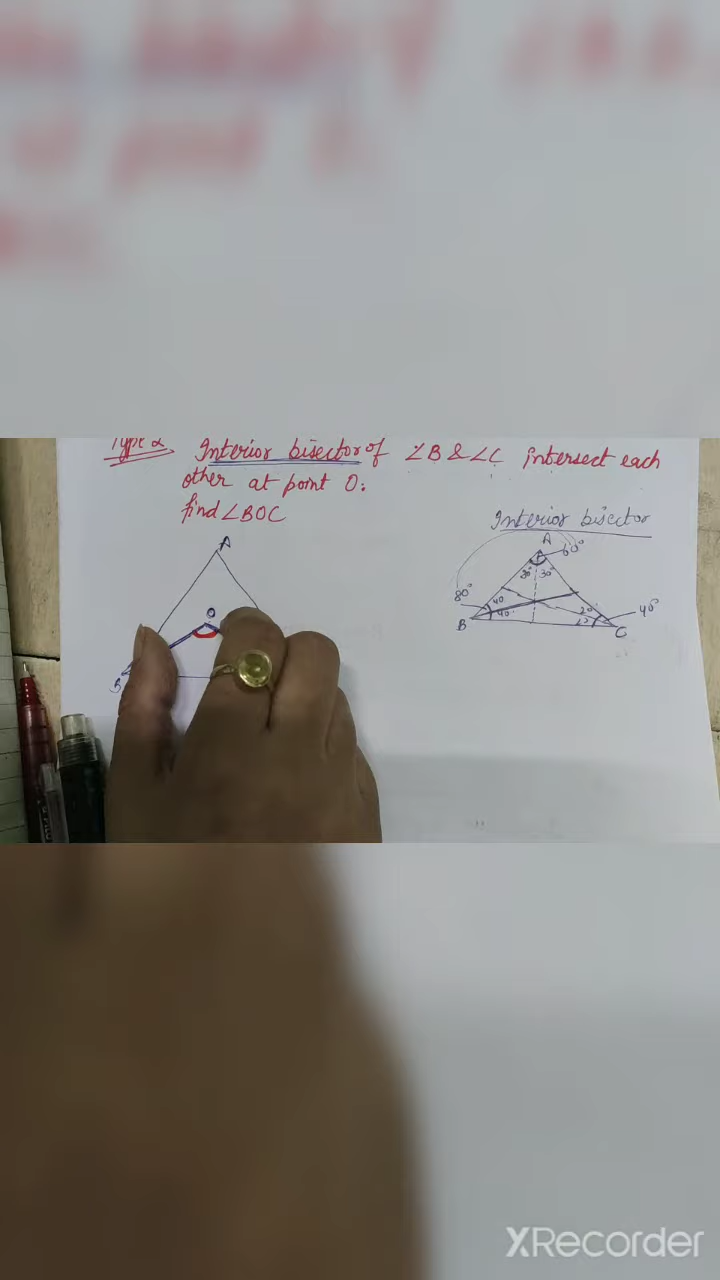 Type 2 Interior bisector of ∠B & ∠C intersect each
other at point O.
find ∠BOC
Interior bisector
A
O
B
A
60°
30° 30°
80°
40
40
B
20
20
40°
C
XRecorder